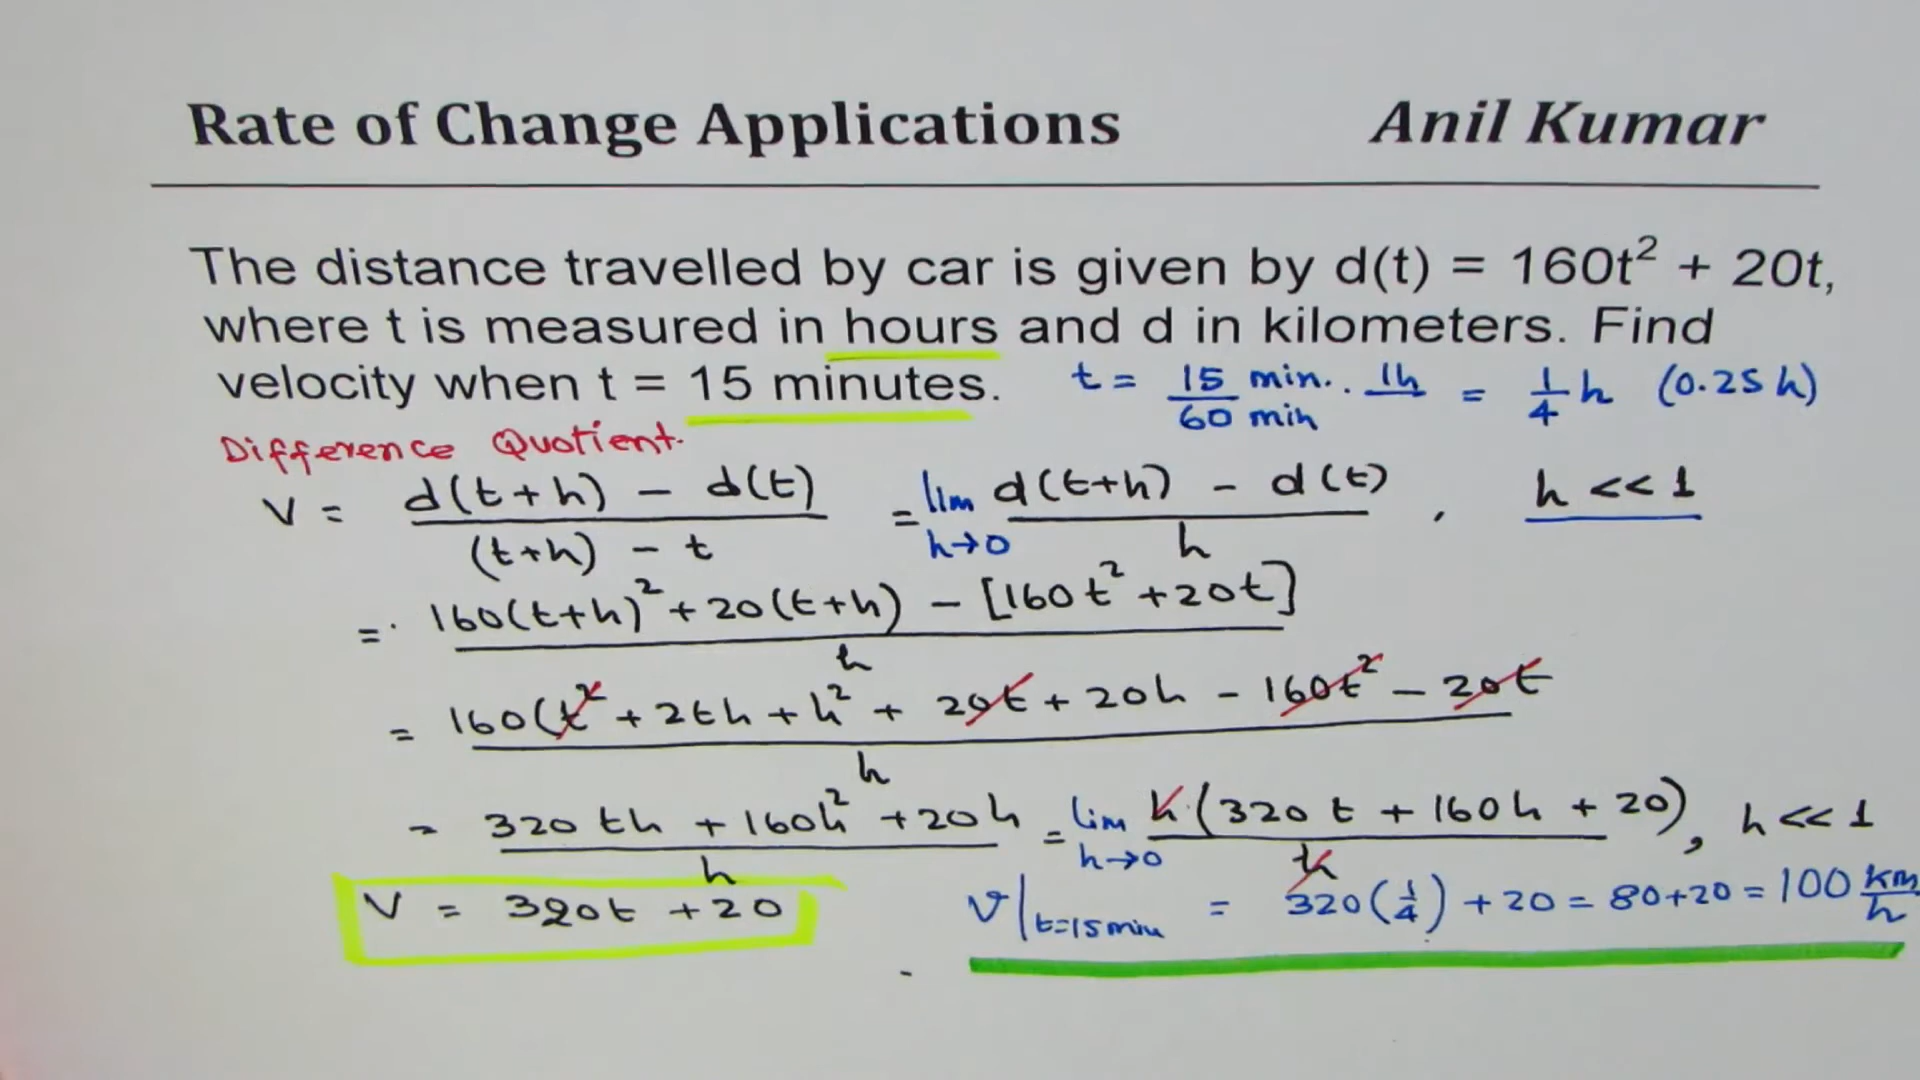 Rate of Change Applications Anil Kumar
The distance travelled by car is given by d(t) = 160t² + 20t,
where t is measured in hours and d in kilometers. Find
velocity when t = 15 minutes. t = 15/60 min. . 1h/min = 1/4 h (0.25 h)
Difference Quotient.
V = (d(t+h) - d(t))/((t+h) - t) = lim h→0 (d(t+h) - d(t))/h , h << 1
= (160(t+h)² + 20(t+h) - [160t² + 20t])/h
= (160(t² + 2th + h² + 20t + 20h - 160t² - 20t)/h
= (320th + 160h² + 20h)/h = lim h→0 h(320t + 160h + 20)/h , h << 1
V = 320t + 20 v|t=15min = 320(1/4) + 20 = 80+20 = 100 km/h